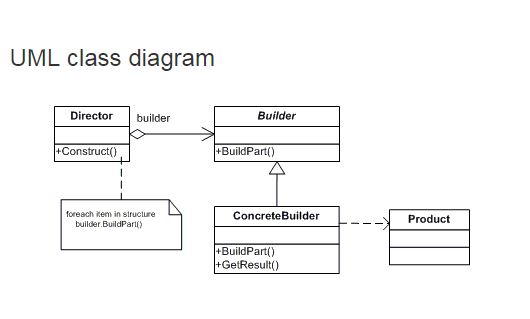 UML class diagram
Director
builder
Builder
+Construct()
+BuildPart()
foreach item in structure
builder.BuildPart()
ConcreteBuilder
Product
+BuildPart()
+GetResult()